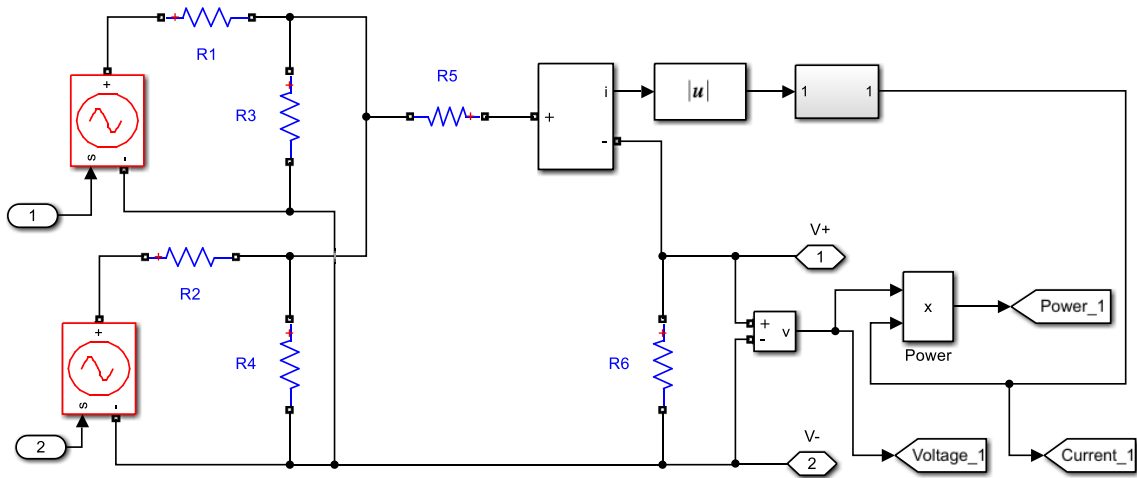 R1
R5
R3
+
s
-
1
R2
R4
+
s
-
2
+
i
-
|u|
1
1
V+
1
R6
+
-
v
x
Power
Power_1
V-
2
Voltage_1
Current_1